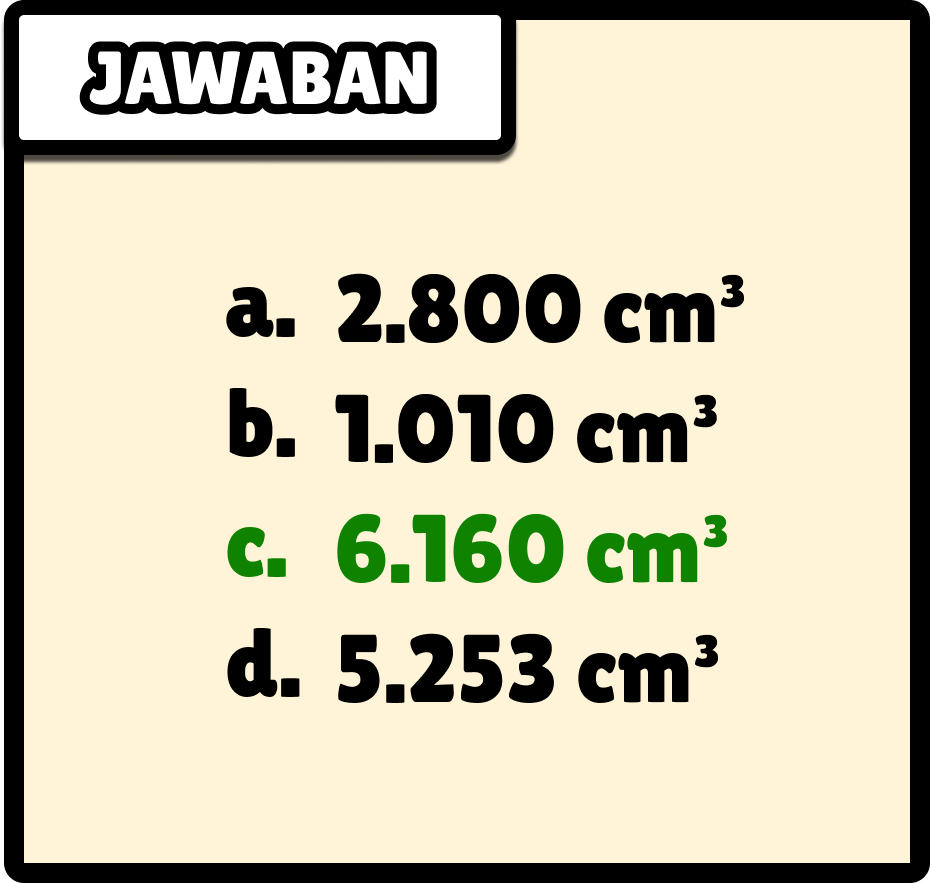 JAWABAN
a. 2.800 cm³
b. 1.010 cm³
c. 6.160 cm³
d. 5.253 cm³